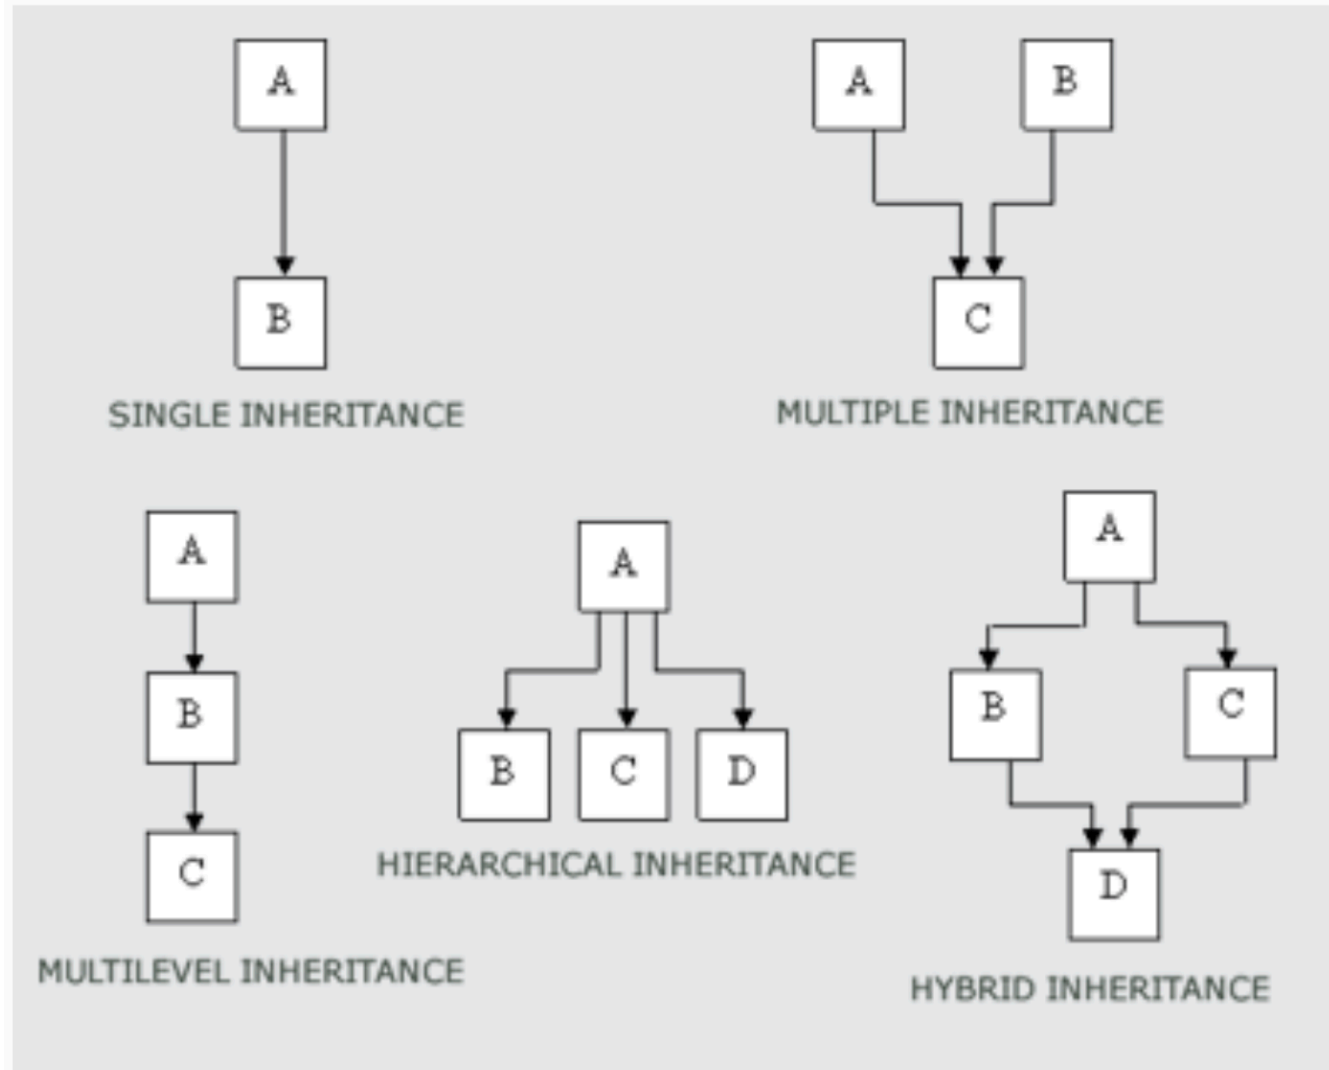 A
B
SINGLE INHERITANCE
A B
C
MULTIPLE INHERITANCE
A
B
C
MULTILEVEL INHERITANCE
A
B C D
HIERARCHICAL INHERITANCE
A
B C
D
HYBRID INHERITANCE